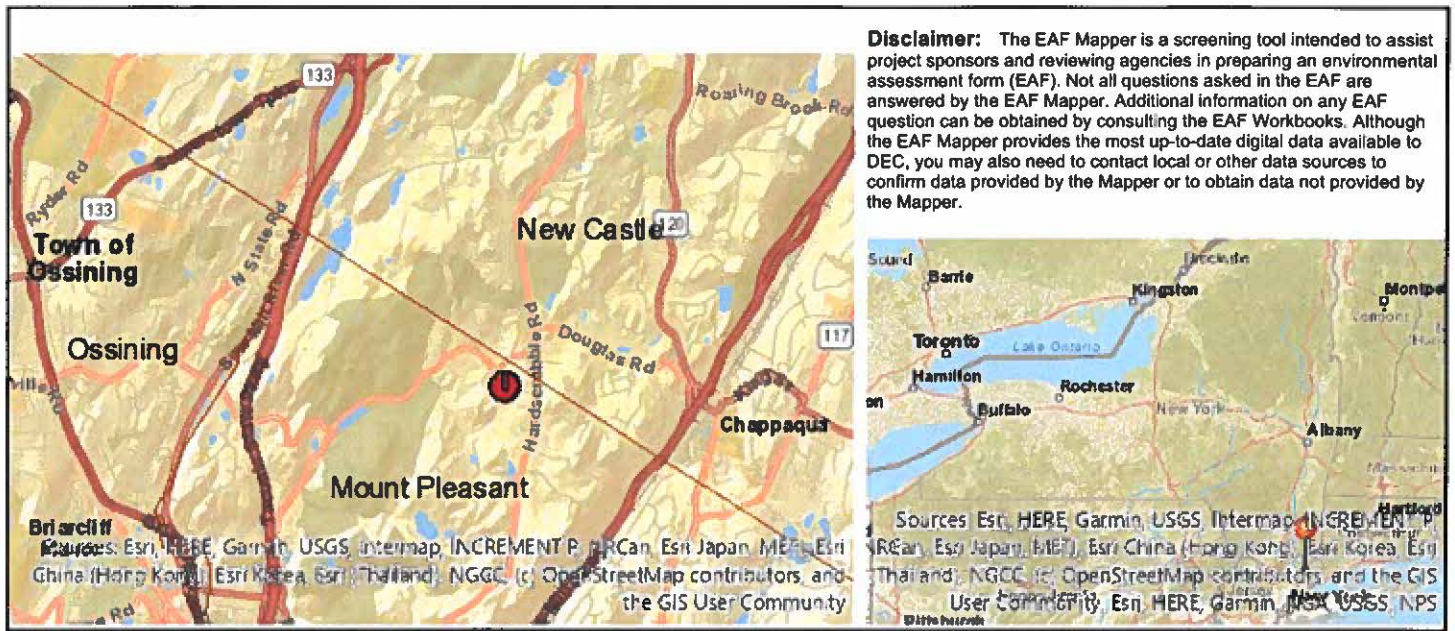 Disclaimer: The EAF Mapper is a screening tool intended to assist
project sponsors and reviewing agencies in preparing an environmental
assessment form (EAF). Not all questions asked in the EAF are
answered by the EAF Mapper. Additional information on any EAF
question can be obtained by consulting the EAF Workbooks. Although
the EAF Mapper provides the most up-to-date digital data available to
DEC, you may also need to contact local or other data sources to
confirm data provided by the Mapper or to obtain data not provided by
the Mapper.
133
Roaring Brook Rd
Ryder Rd
133
N State Rd
New Castle
120
Town of
Ossining
Ossining
Douglas Rd
117
Hardscrabble Rd
Chappaqua
Mount Pleasant
Briarcliff
Sources: Esri, HERE, Garmin, USGS, Intermap, INCREMENT P, NRCan, Esri Japan, METI, Esri
China (Hong Kong), Esri Korea, Esri (Thailand), NGCC, (c) OpenStreetMap contributors, and
the GIS User Community
Sound
Barrie
Kingston
Toronto
Lake Ontario
Hamilton
Rochester
Buffalo
New York
Albany
Hartford
Sources: Esri, HERE, Garmin, USGS, Intermap, INCREMENT P,
NRCan, Esri Japan, METI, Esri China (Hong Kong), Esri Korea, Esri
(Thailand), NGCC, (c) OpenStreetMap contributors, and the GIS
User Community, Esri, HERE, Garmin, USGS, NPS
New York
Pittsburgh